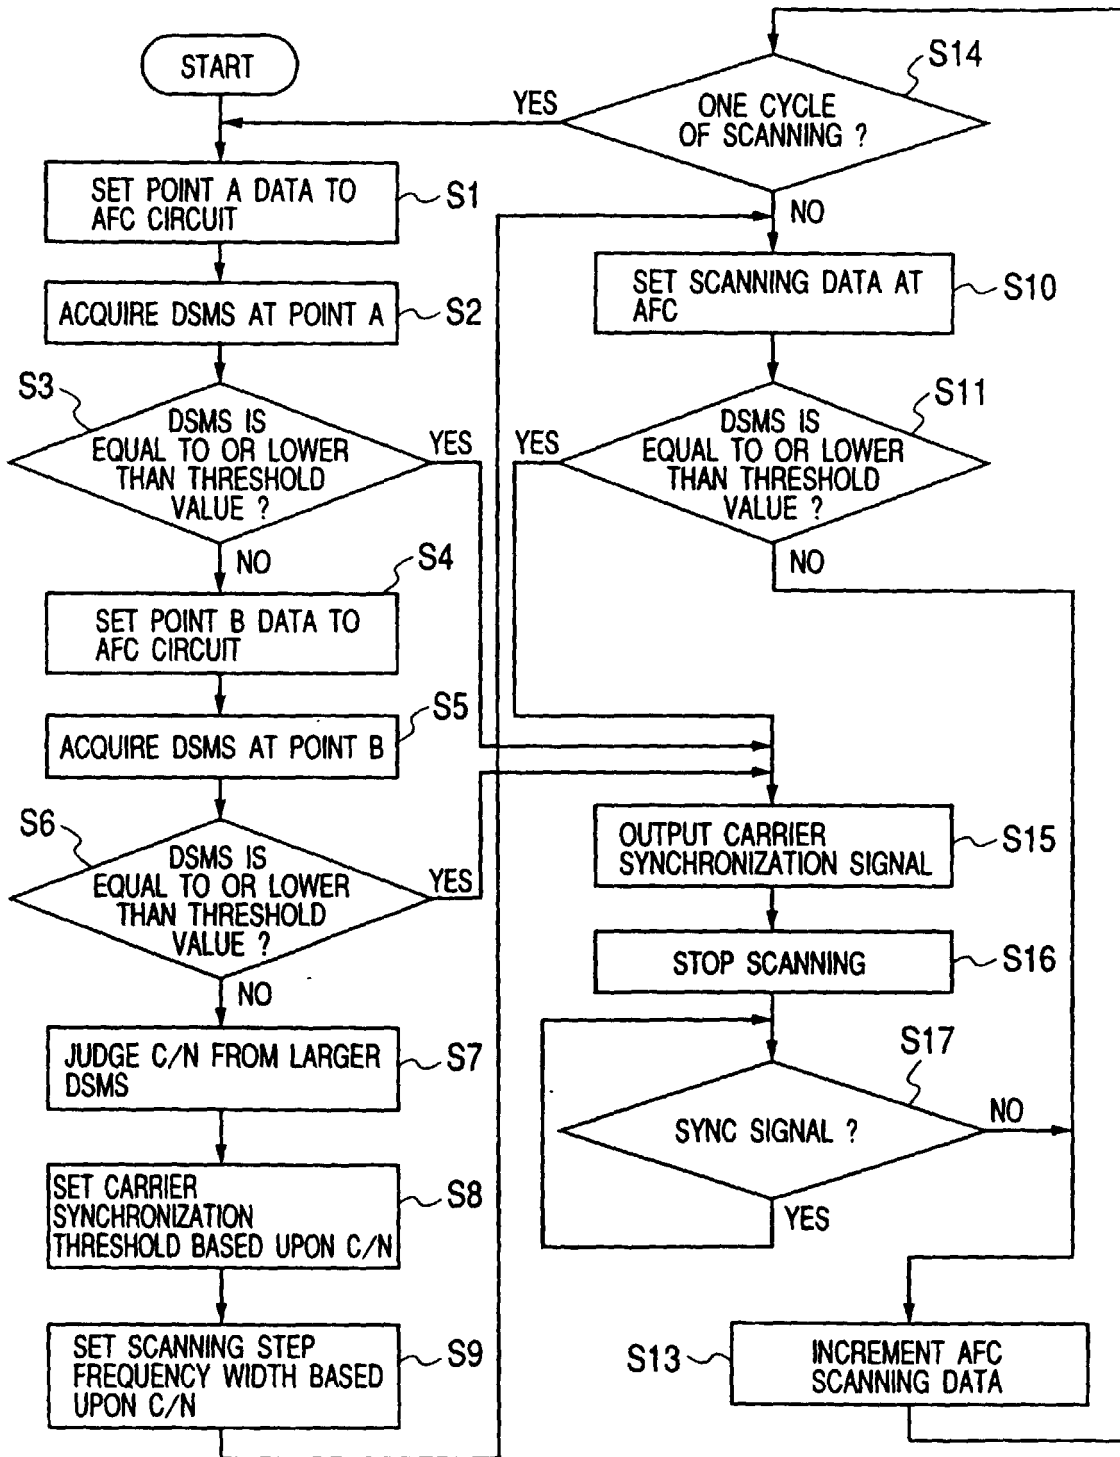 START
SET POINT A DATA TO
AFC CIRCUIT
S1
ACQUIRE DSMS AT POINT A
S2
S3
DSMS IS
EQUAL TO OR LOWER
THAN THRESHOLD
VALUE ?
YES
NO
S4
SET POINT B DATA TO
AFC CIRCUIT
S5
ACQUIRE DSMS AT POINT B
S6
DSMS IS
EQUAL TO OR LOWER
THAN THRESHOLD
VALUE ?
YES
NO
JUDGE C/N FROM LARGER
DSMS
S7
SET CARRIER
SYNCHRONIZATION
THRESHOLD BASED UPON C/N
S8
SET SCANNING STEP
FREQUENCY WIDTH BASED
UPON C/N
S9
S14
YES
ONE CYCLE
OF SCANNING ?
NO
SET SCANNING DATA AT
AFC
S10
S11
YES
DSMS IS
EQUAL TO OR LOWER
THAN THRESHOLD
VALUE ?
NO
OUTPUT CARRIER
SYNCHRONIZATION SIGNAL
S15
STOP SCANNING
S16
S17
SYNC SIGNAL ?
NO
YES
S13
INCREMENT AFC
SCANNING DATA